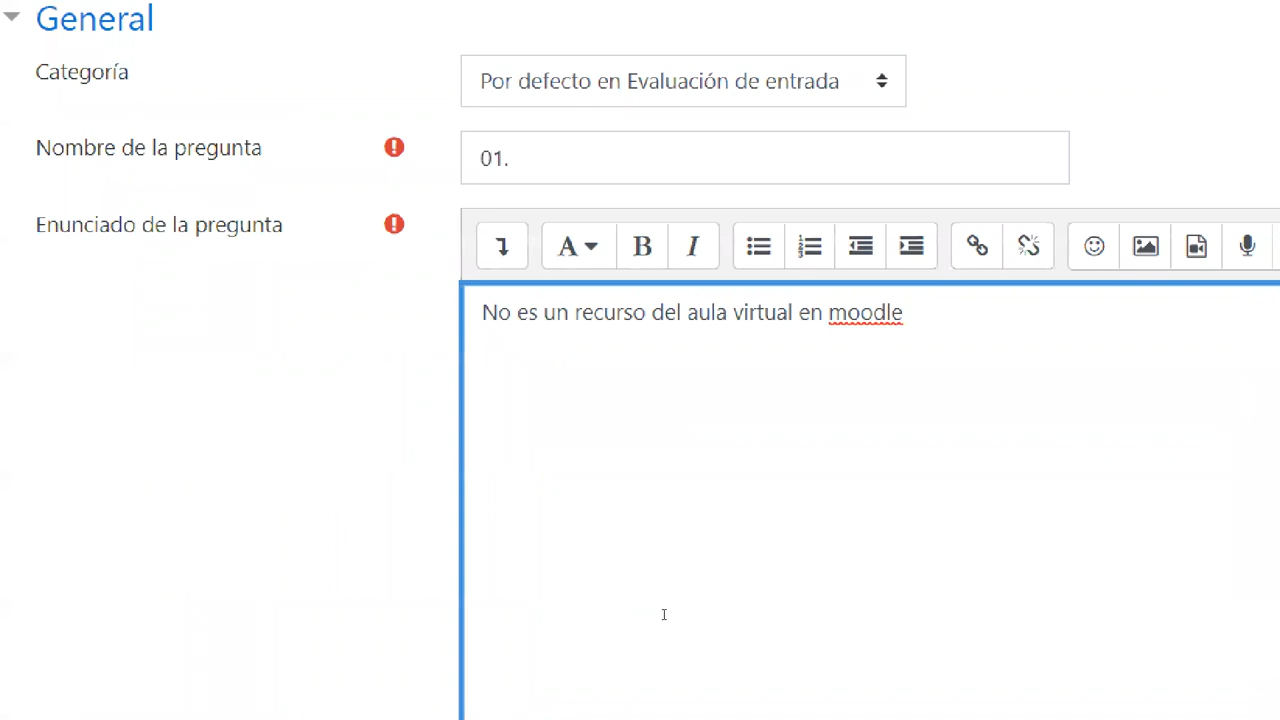 General
Categoría
Por defecto en Evaluación de entrada
Nombre de la pregunta
01.
Enunciado de la pregunta
A B I
No es un recurso del aula virtual en moodle